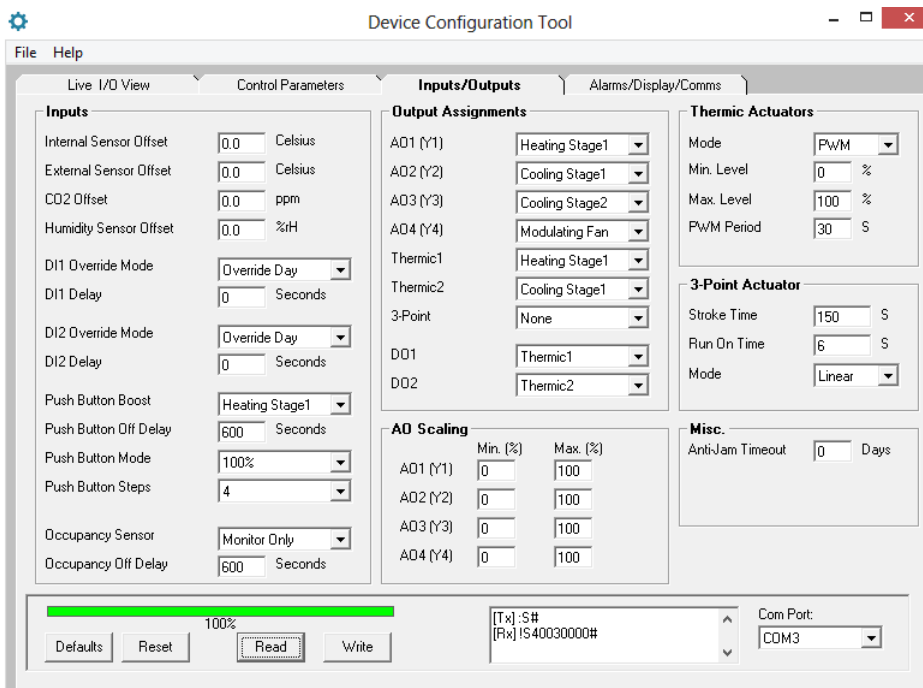 Device Configuration Tool
File Help
Live I/O View Control Parameters Inputs/Outputs Alarms/Display/Comms
Inputs
Internal Sensor Offset 0.0 Celsius
External Sensor Offset 0.0 Celsius
CO2 Offset 0.0 ppm
Humidity Sensor Offset 0.0 %rH
DI1 Override Mode Override Day
DI1 Delay 0 Seconds
DI2 Override Mode Override Day
DI2 Delay 0 Seconds
Push Button Boost Heating Stage1
Push Button Off Delay 600 Seconds
Push Button Mode 100%
Push Button Steps 4
Occupancy Sensor Monitor Only
Occupancy Off Delay 600 Seconds
Output Assignments
AO1 (Y1) Heating Stage1
AO2 (Y2) Cooling Stage1
AO3 (Y3) Cooling Stage2
AO4 (Y4) Modulating Fan
Thermic1 Heating Stage1
Thermic2 Cooling Stage1
3-Point None
DO1 Thermic1
DO2 Thermic2
AO Scaling
Min. (%) Max. (%)
AO1 (Y1) 0 100
AO2 (Y2) 0 100
AO3 (Y3) 0 100
AO4 (Y4) 0 100
Thermic Actuators
Mode PWM
Min. Level 0 %
Max. Level 100 %
PWM Period 30 S
3-Point Actuator
Stroke Time 150 S
Run On Time 6 S
Mode Linear
Misc.
Anti-Jam Timeout 0 Days
100%
Defaults Reset Read Write
[Tx] :S#
[Rx] !S40030000#
Com Port:
COM3